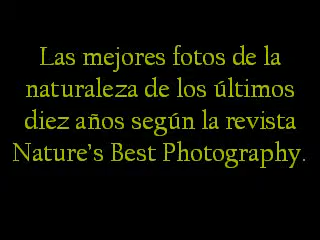 Las mejores fotos de la
naturaleza de los últimos
diez años según la revista
Nature's Best Photography.